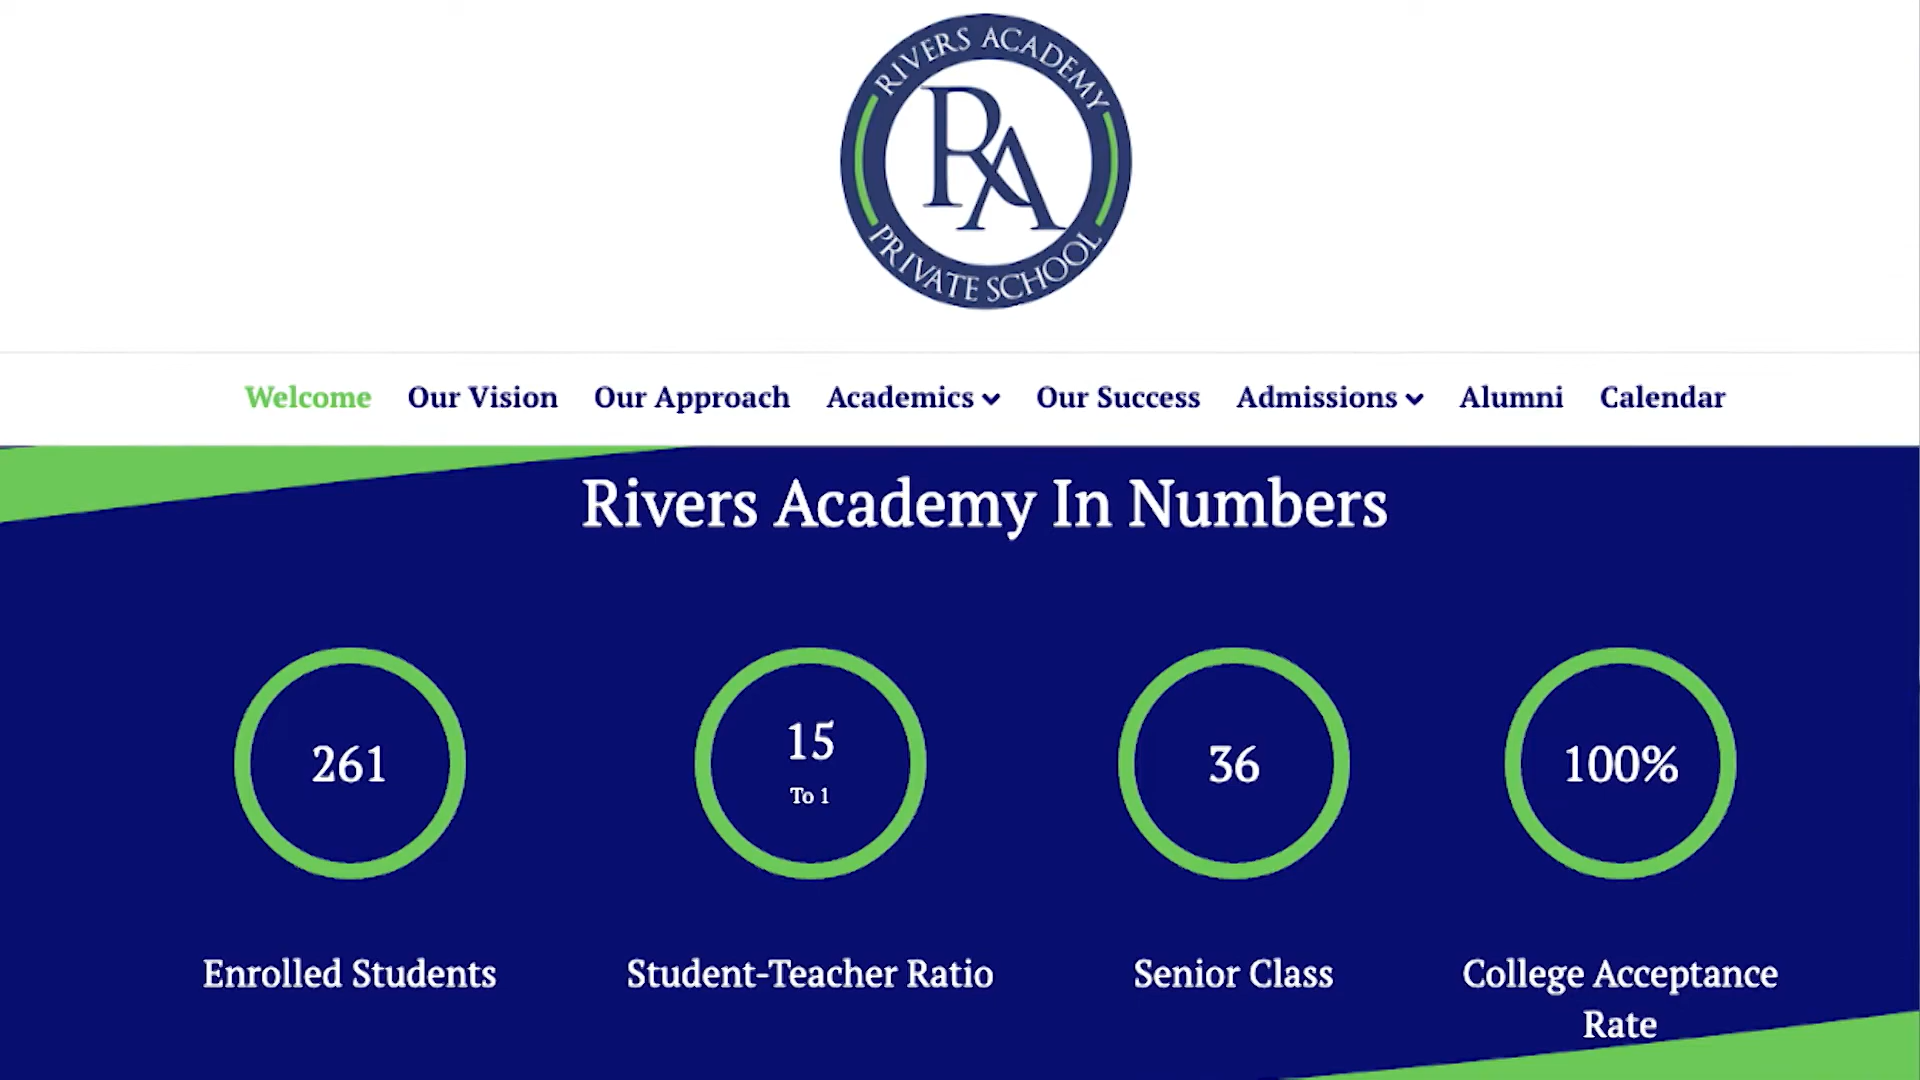 RIVERS ACADEMY
RA
PRIVATE SCHOOL
Welcome Our Vision Our Approach Academics Our Success Admissions Alumni Calendar
Rivers Academy In Numbers
261
15
To 1
36
100%
Enrolled Students
Student-Teacher Ratio
Senior Class
College Acceptance
Rate